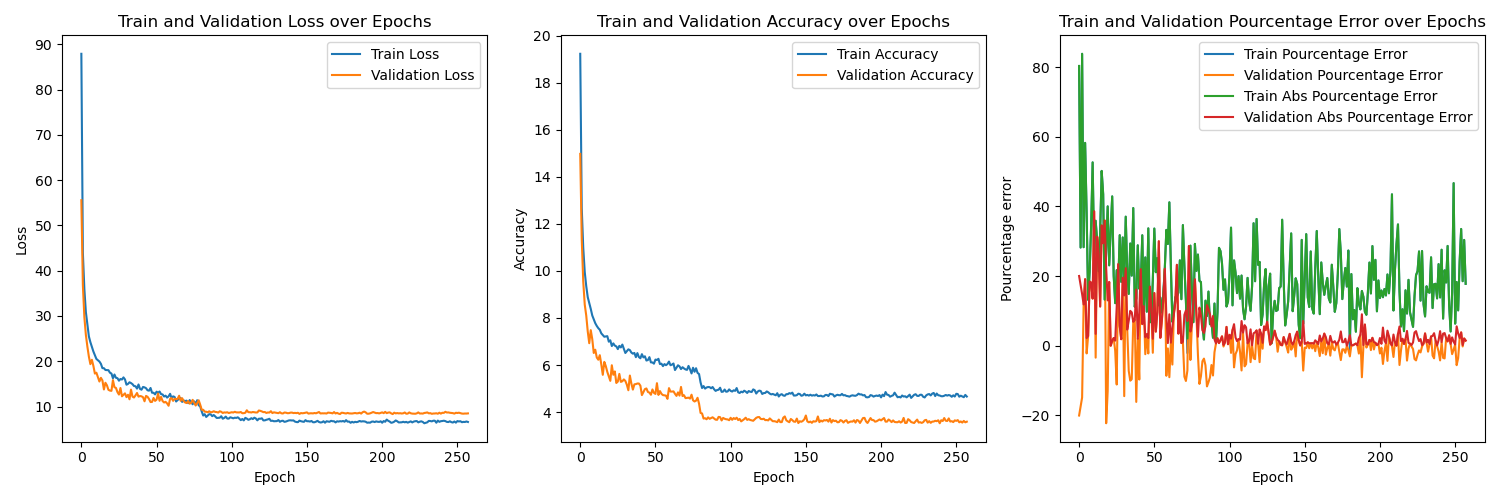 Train and Validation Loss over Epochs
90
80
70
60
50
40
30
20
10
Loss
Train Loss
Validation Loss
0
50
100
150
200
250
Epoch
Train and Validation Accuracy over Epochs
20
18
16
14
12
10
8
6
4
Accuracy
Train Accuracy
Validation Accuracy
0
50
100
150
200
250
Epoch
Train and Validation Pourcentage Error over Epochs
80
60
40
20
0
−20
Pourcentage error
Train Pourcentage Error
Validation Pourcentage Error
Train Abs Pourcentage Error
Validation Abs Pourcentage Error
0
50
100
150
200
250
Epoch